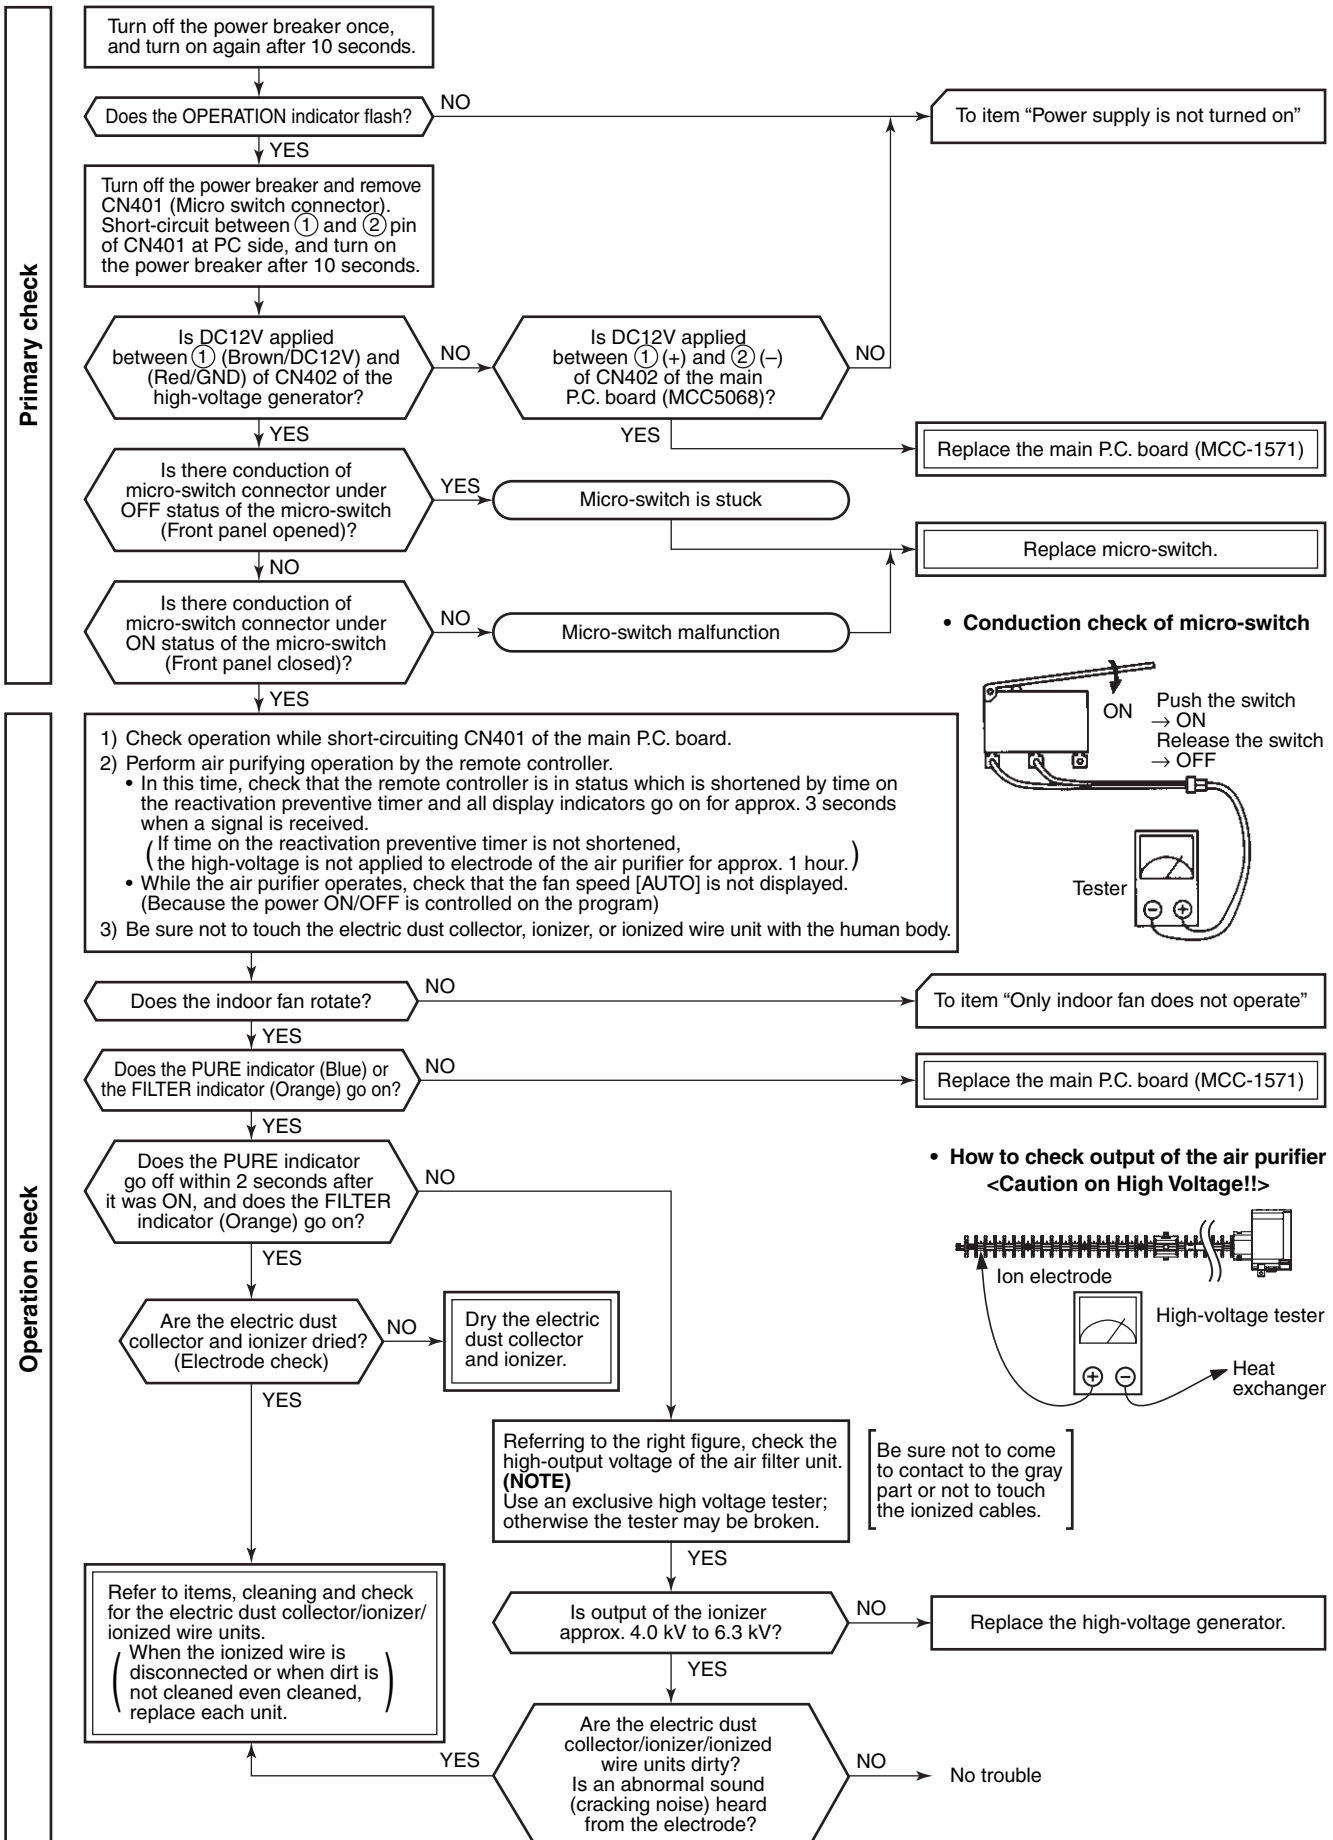 Primary check
Turn off the power breaker once,
and turn on again after 10 seconds.
Does the OPERATION indicator flash?
NO
To item “Power supply is not turned on”
YES
Turn off the power breaker and remove
CN401 (Micro switch connector).
Short-circuit between ① and ② pin
of CN401 at PC side, and turn on
the power breaker after 10 seconds.
Is DC12V applied
between ① (Brown/DC12V) and
(Red/GND) of CN402 of the
high-voltage generator?
NO
Is DC12V applied
between ① (+) and ② (–)
of CN402 of the main
P.C. board (MCC5068)?
NO
YES
YES
Replace the main P.C. board (MCC-1571)
Is there conduction of
micro-switch connector under
OFF status of the micro-switch
(Front panel opened)?
YES
Micro-switch is stuck
Replace micro-switch.
NO
Is there conduction of
micro-switch connector under
ON status of the micro-switch
(Front panel closed)?
NO
Micro-switch malfunction
YES
• Conduction check of micro-switch
ON
Push the switch
→ ON
Release the switch
→ OFF
Tester
Operation check
1) Check operation while short-circuiting CN401 of the main P.C. board.
2) Perform air purifying operation by the remote controller.
• In this time, check that the remote controller is in status which is shortened by time on
the reactivation preventive timer and all display indicators go on for approx. 3 seconds
when a signal is received.
(If time on the reactivation preventive timer is not shortened,
the high-voltage is not applied to electrode of the air purifier for approx. 1 hour.)
• While the air purifier operates, check that the fan speed [AUTO] is not displayed.
(Because the power ON/OFF is controlled on the program)
3) Be sure not to touch the electric dust collector, ionizer, or ionized wire unit with the human body.
Does the indoor fan rotate?
NO
To item “Only indoor fan does not operate”
YES
Does the PURE indicator (Blue) or
the FILTER indicator (Orange) go on?
NO
Replace the main P.C. board (MCC-1571)
YES
Does the PURE indicator
go off within 2 seconds after
it was ON, and does the FILTER
indicator (Orange) go on?
NO
YES
• How to check output of the air purifier
<Caution on High Voltage!!>
Ion electrode
High-voltage tester
Heat
exchanger
Are the electric dust
collector and ionizer dried?
(Electrode check)
NO
Dry the electric
dust collector
and ionizer.
YES
Referring to the right figure, check the
high-output voltage of the air filter unit.
(NOTE)
Use an exclusive high voltage tester;
otherwise the tester may be broken.
[Be sure not to come
to contact to the gray
part or not to touch
the ionized cables.]
YES
Is output of the ionizer
approx. 4.0 kV to 6.3 kV?
NO
Replace the high-voltage generator.
YES
Refer to items, cleaning and check
for the electric dust collector/ionizer/
ionized wire units.
(When the ionized wire is
disconnected or when dirt is
not cleaned even cleaned,
replace each unit.)
Are the electric dust
collector/ionizer/ionized
wire units dirty?
Is an abnormal sound
(cracking noise) heard
from the electrode?
YES
NO
No trouble